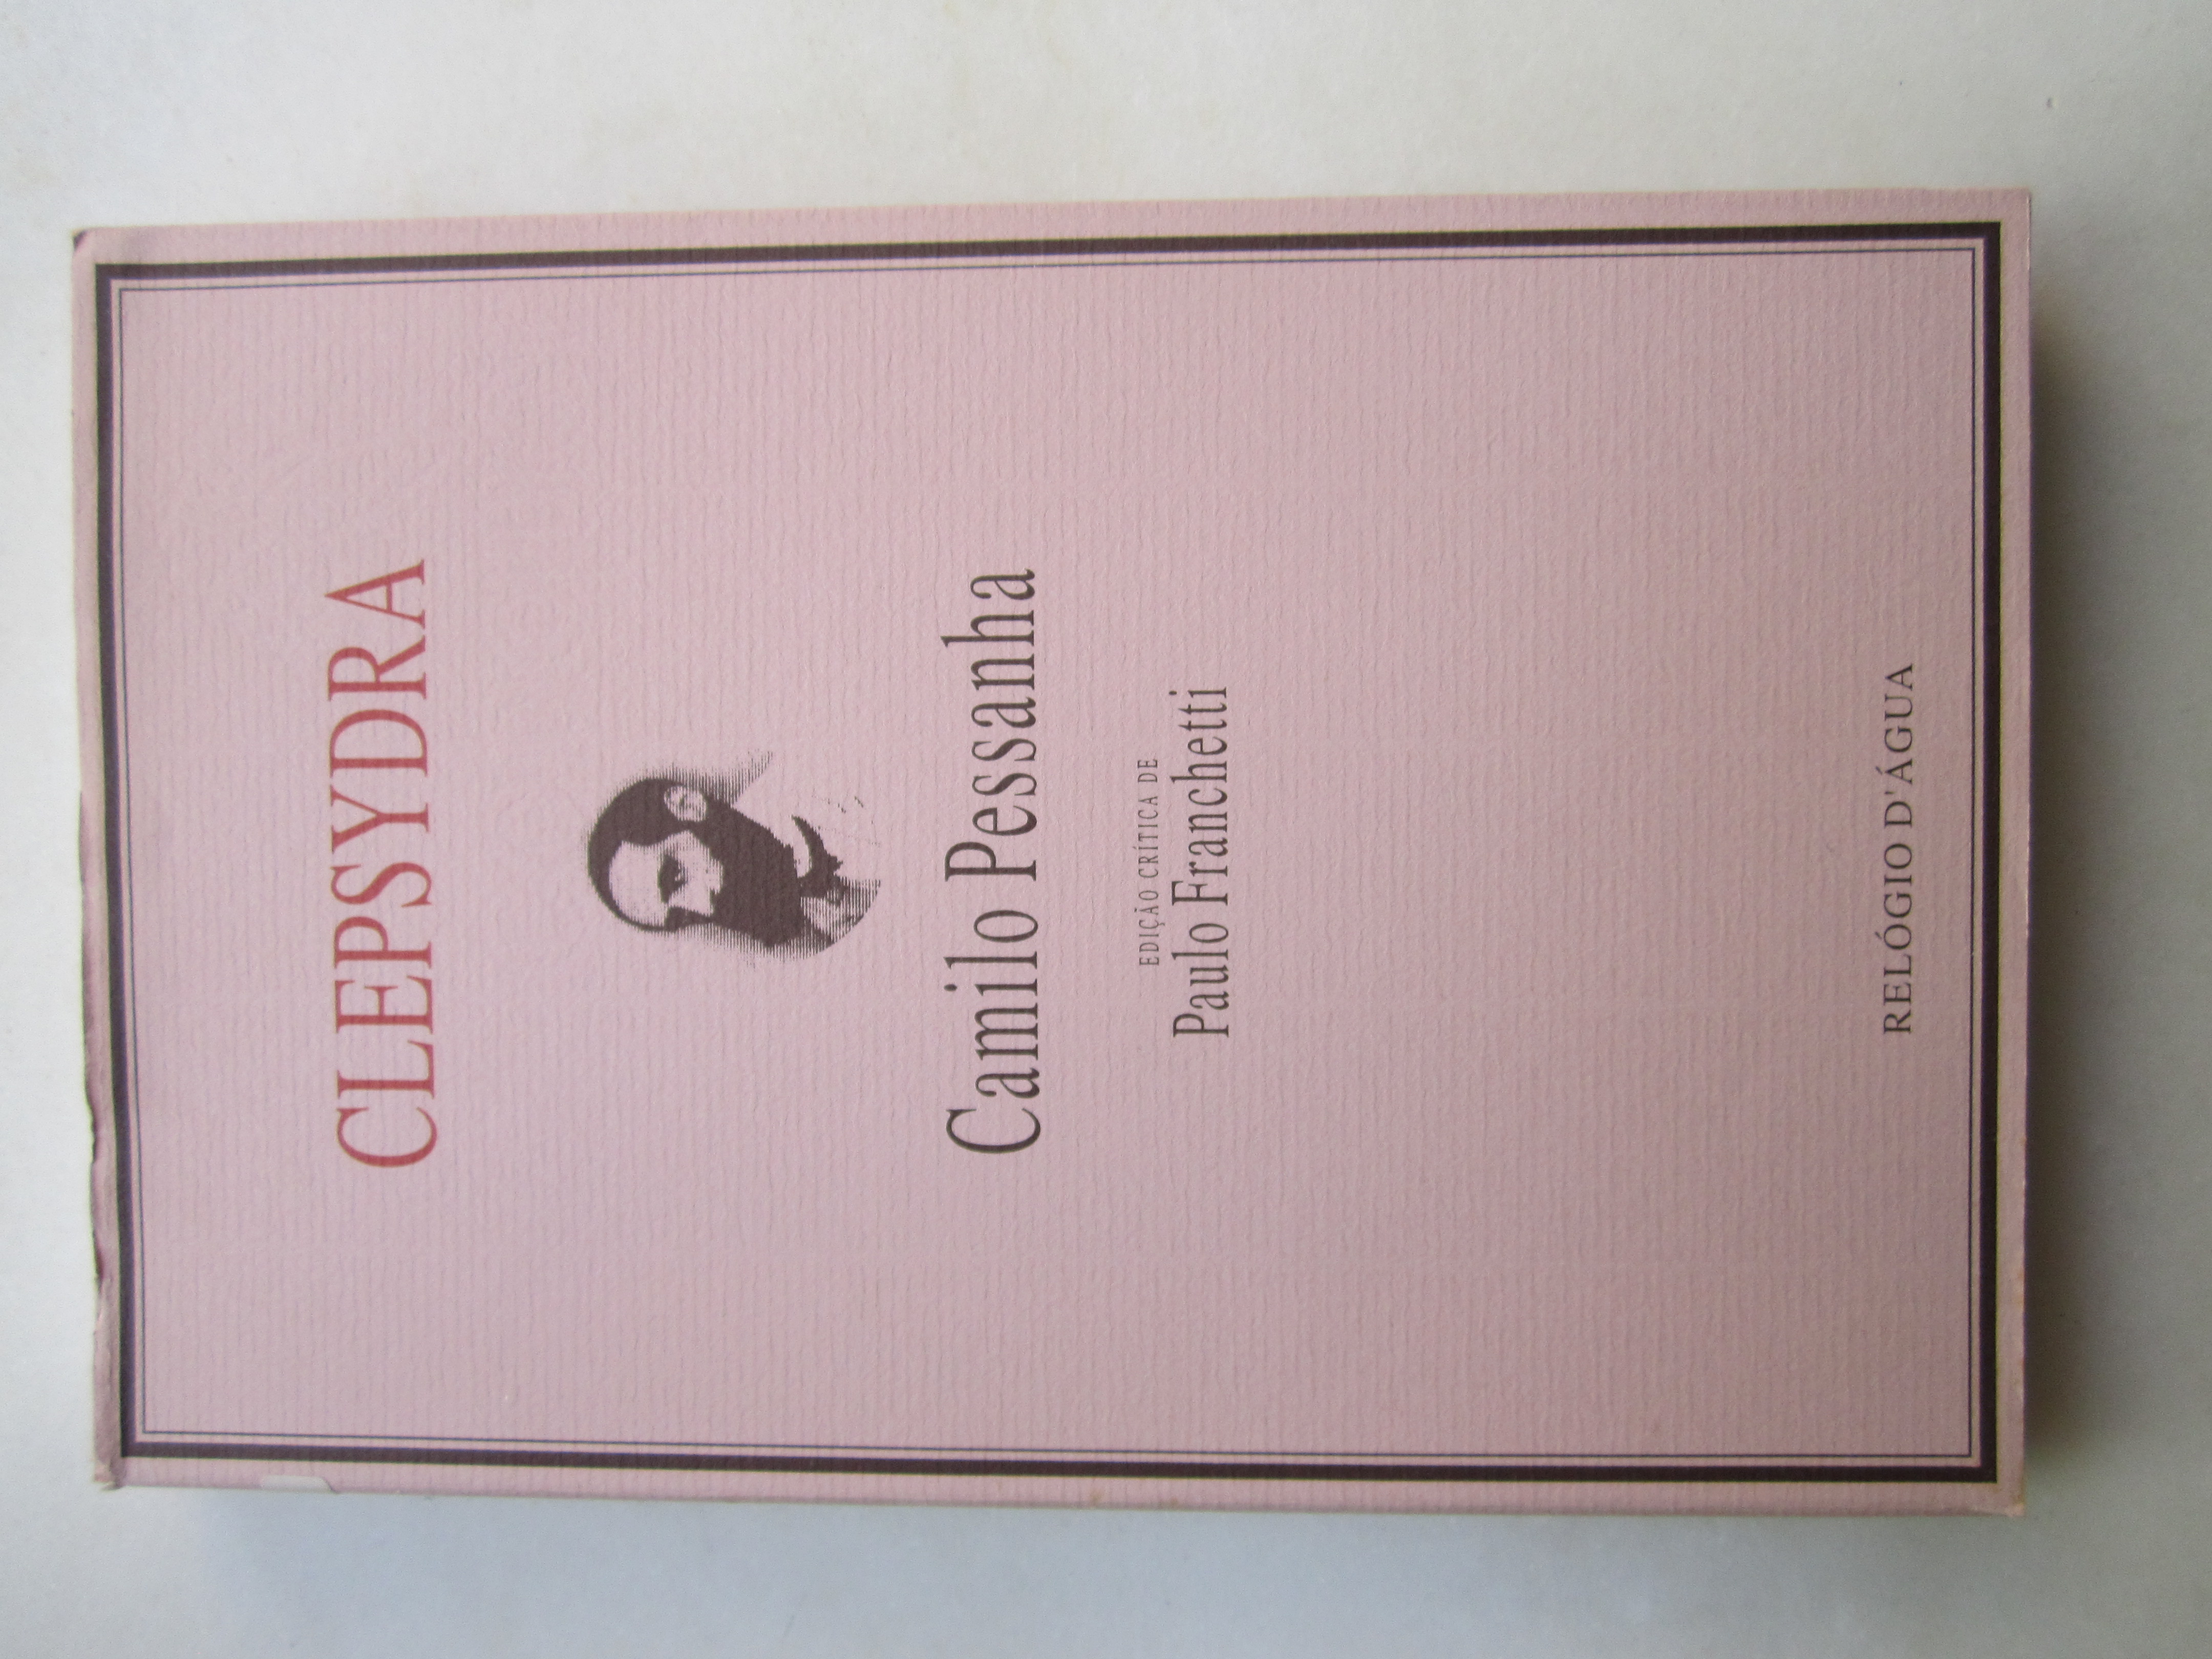 CLEPSYDRA
Camilo Pessanha
EDIÇÃO CRÍTICA DE
Paulo Franchetti
RELÓGIO D'ÁGUA